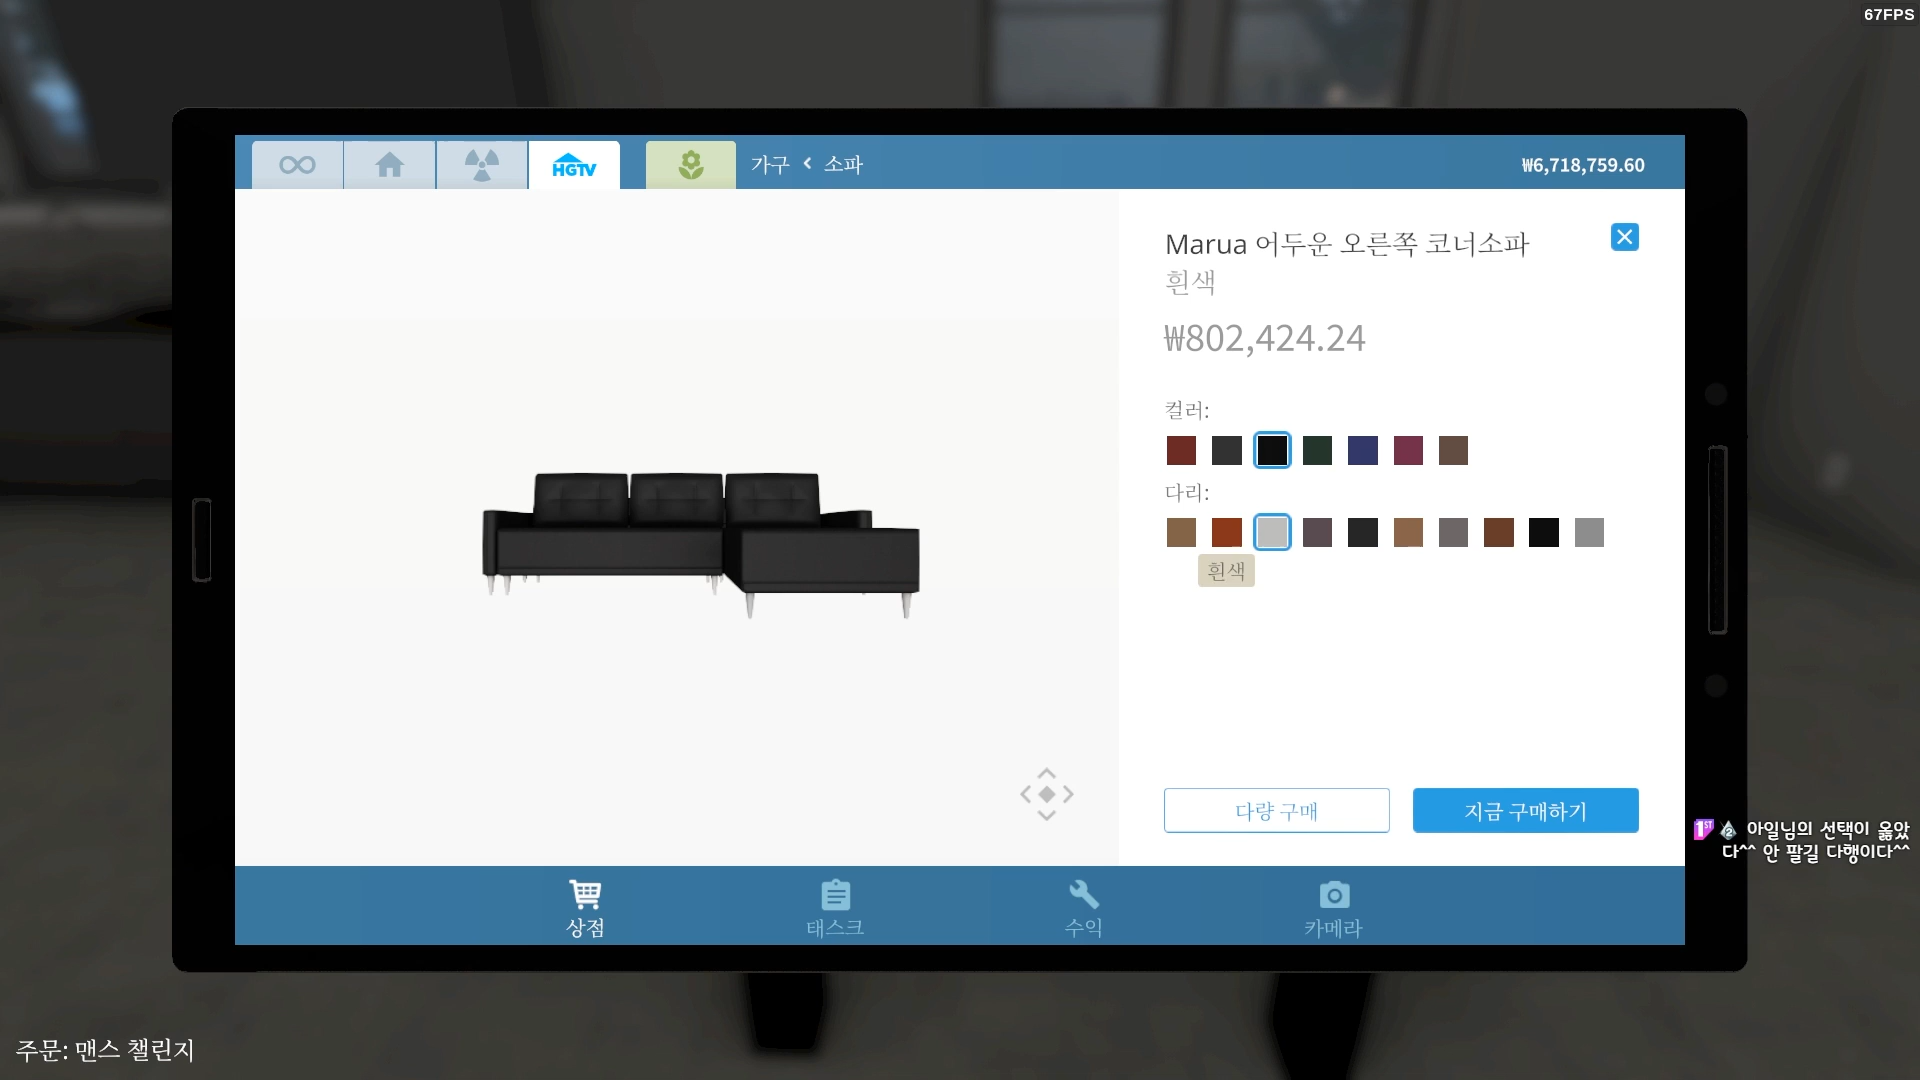 67FPS
HGTV
가구 < 소파
₩6,718,759.60
Marua 어두운 오른쪽 코너소파
흰색
₩802,424.24
컬러:
다리:
흰색
다량 구매
지금 구매하기
1ST 2 아일님의 선택이 옳았
다^^ 안 팔길 다행이다^^
상점
태스크
수익
카메라
주문: 맨스 챌린지